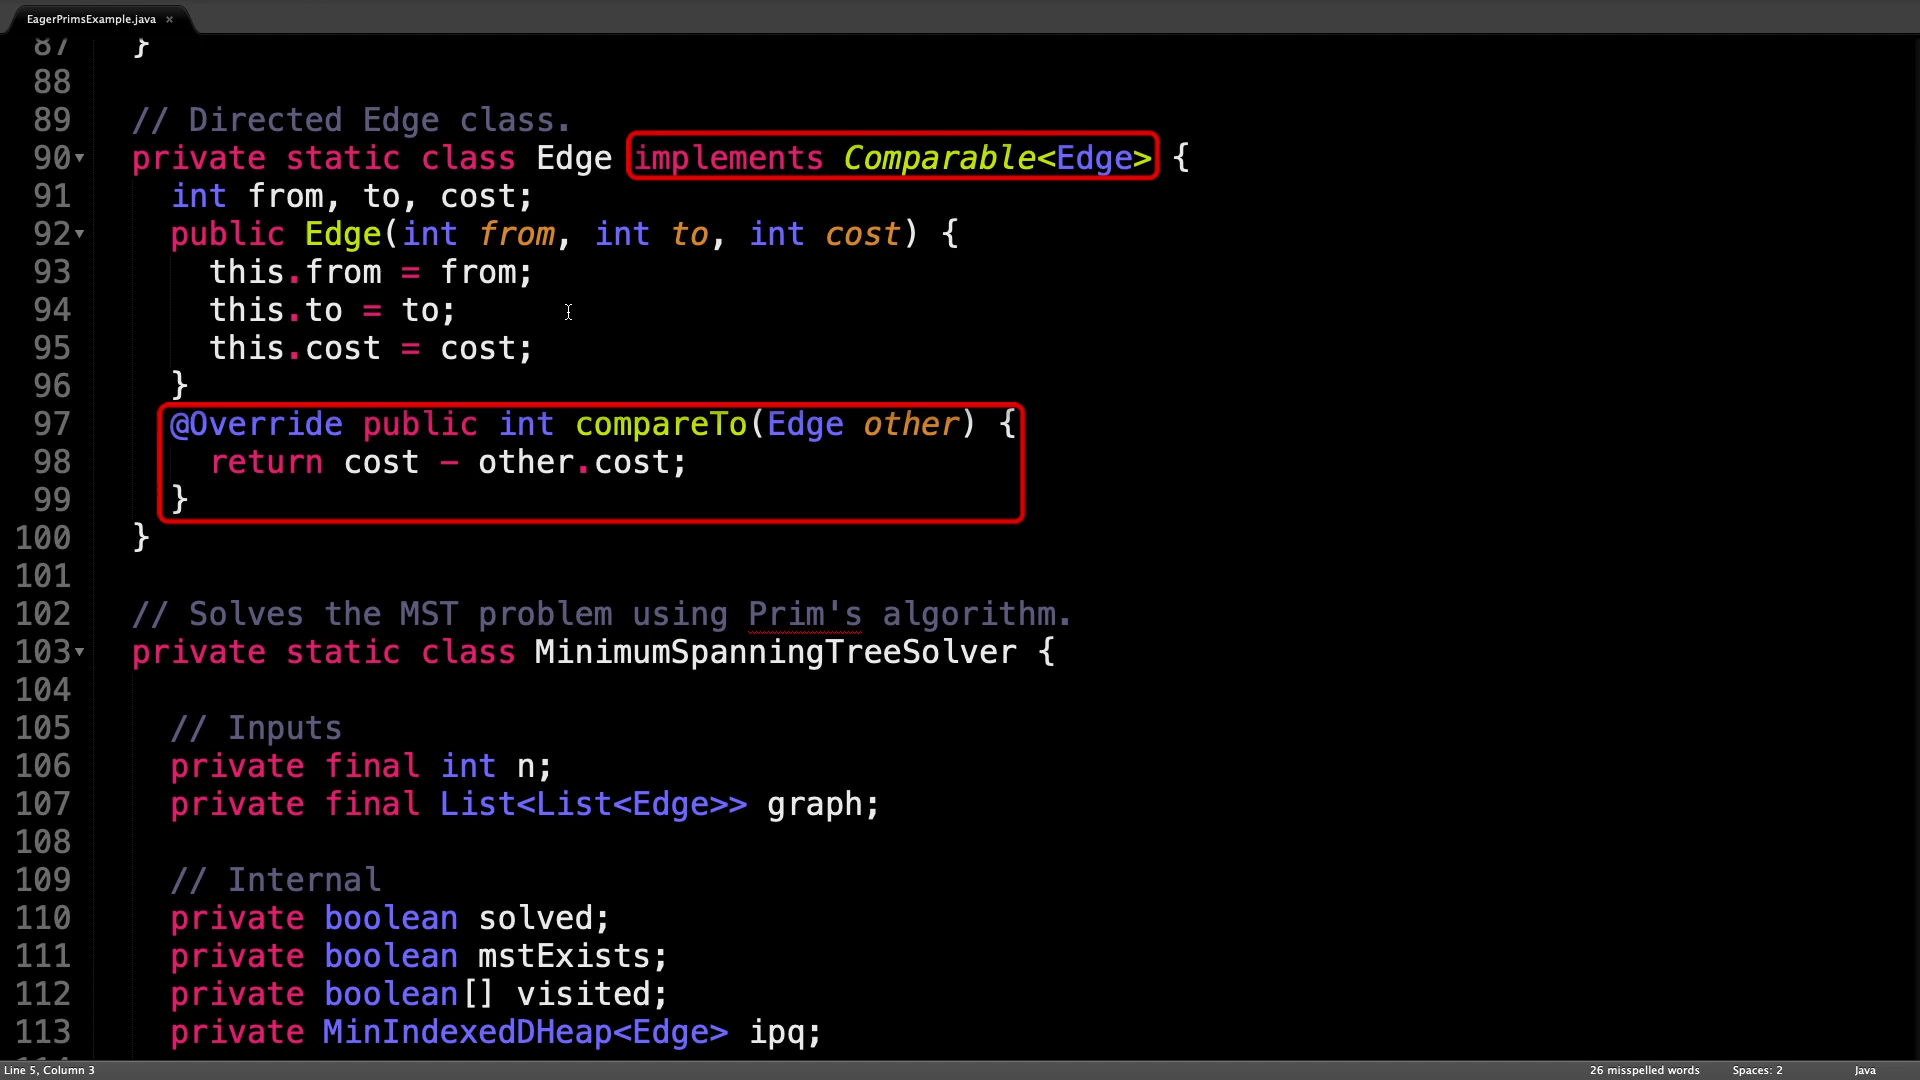 EagerPrimsExample.java ×
87 }
88
89 // Directed Edge class.
90 private static class Edge implements Comparable<Edge> {
91 int from, to, cost;
92 public Edge(int from, int to, int cost) {
93 this.from = from;
94 this.to = to;
95 this.cost = cost;
96 }
97 @Override public int compareTo(Edge other) {
98 return cost - other.cost;
99 }
100 }
101
102 // Solves the MST problem using Prim's algorithm.
103 private static class MinimumSpanningTreeSolver {
104
105 // Inputs
106 private final int n;
107 private final List<List<Edge>> graph;
108
109 // Internal
110 private boolean solved;
111 private boolean mstExists;
112 private boolean[] visited;
113 private MinIndexedDHeap<Edge> ipq;
Line 5, Column 3 26 misspelled words Spaces: 2 Java